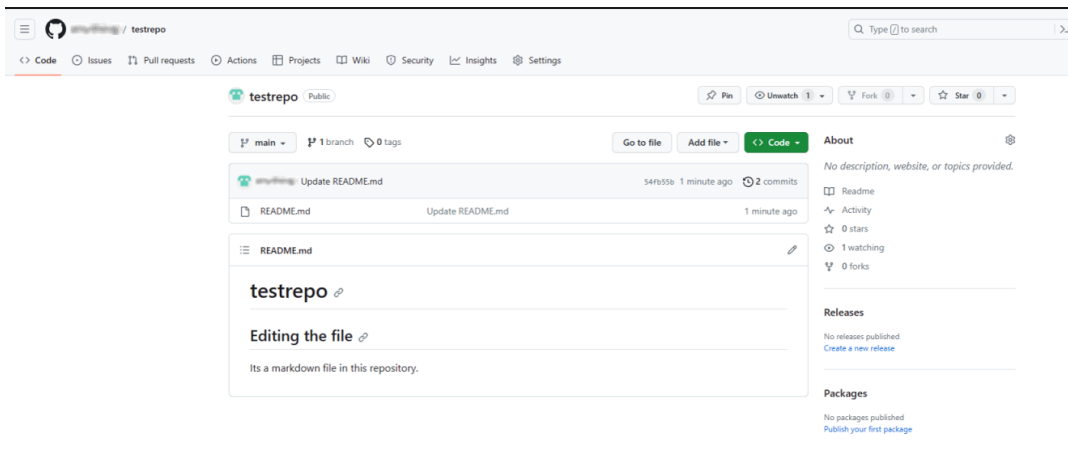 / testrepo
Type / to search
Code Issues Pull requests Actions Projects Wiki Security Insights Settings
testrepo Public
Pin Unwatch 1 Fork 0 Star 0
main 1 branch 0 tags
Go to file Add file Code
Update README.md
54fb55b 1 minute ago 2 commits
README.md Update README.md 1 minute ago
README.md
testrepo
Editing the file
Its a markdown file in this repository.
About
No description, website, or topics provided.
Readme
Activity
0 stars
1 watching
0 forks
Releases
No releases published
Create a new release
Packages
No packages published
Publish your first package